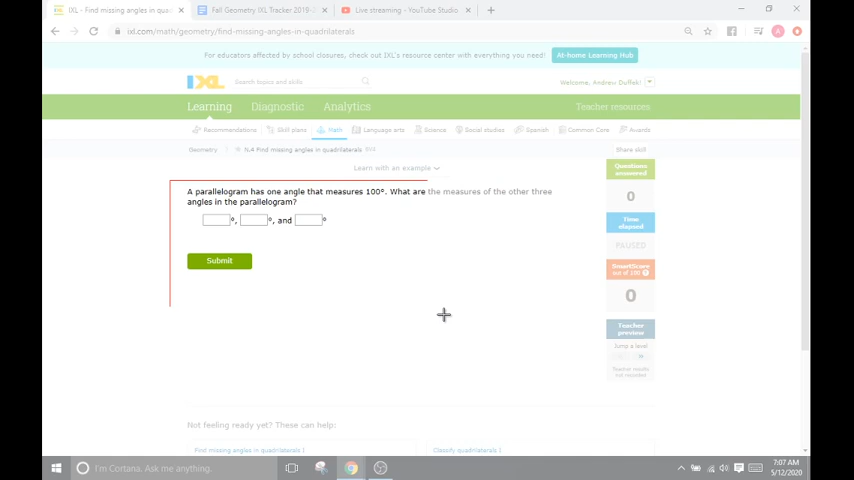 IXL - Find missing angles in quad
Fall Geometry IXL Tracker 2019-2
Live streaming - YouTube Studio
ixl.com/math/geometry/find-missing-angles-in-quadrilaterals
For educators affected by school closures, check out IXL's resource center with everything you need!
At-home Learning Hub
IXL
Search topics and skills
Welcome, Andrew Duffek!
Learning
Diagnostic
Analytics
Teacher resources
Recommendations
Skill plans
Math
Language arts
Science
Social studies
Spanish
Common Core
Awards
Geometry
N.4 Find missing angles in quadrilaterals
Share skill
Learn with an example
Questions answered
0
A parallelogram has one angle that measures 100°. What are the measures of the other three
angles in the parallelogram?
°, °, and °
Submit
Time elapsed
PAUSED
SmartScore
out of 100 ?
0
Teacher preview
Jump a level
Teacher results not recorded
Not feeling ready yet? These can help:
Find missing angles in quadrilaterals I
Classify quadrilaterals I
I'm Cortana. Ask me anything.
7:07 AM
5/12/2020